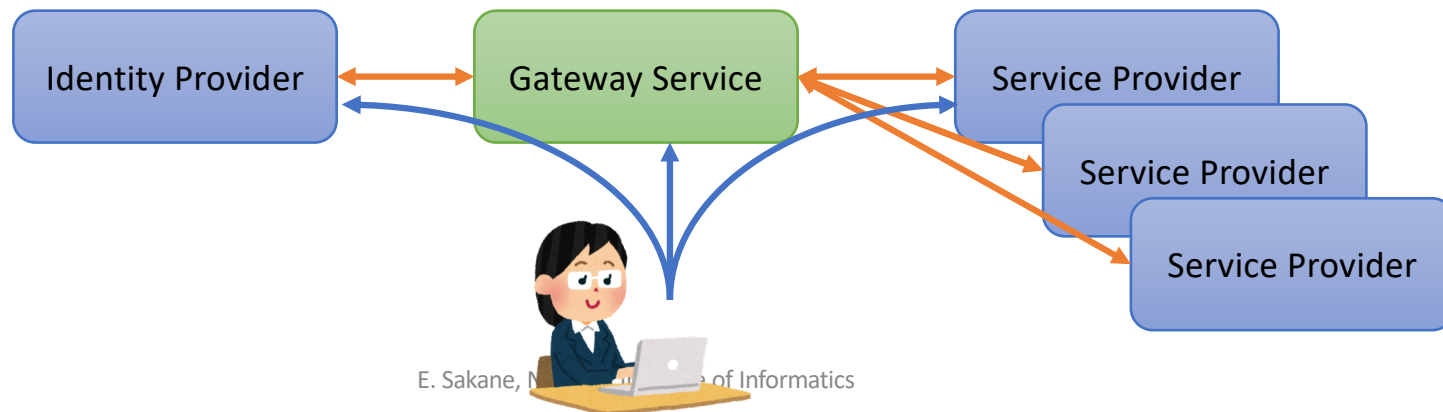 Identity Provider
Gateway Service
Service Provider
Service Provider
Service Provider
E. Sakane, of Informatics